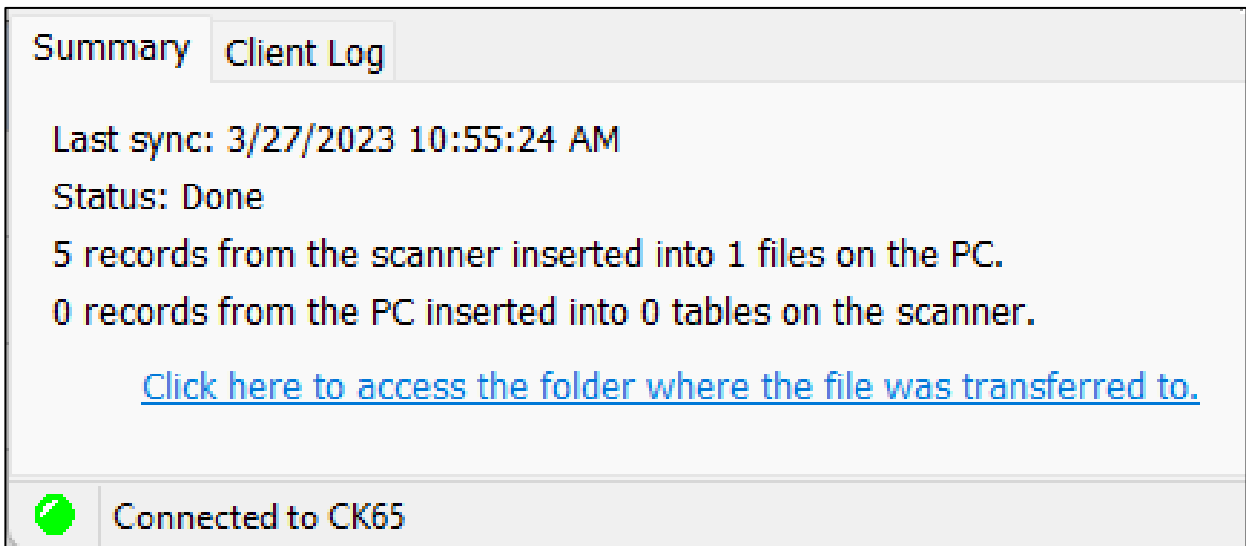 Summary Client Log
Last sync: 3/27/2023 10:55:24 AM
Status: Done
5 records from the scanner inserted into 1 files on the PC.
0 records from the PC inserted into 0 tables on the scanner.
Click here to access the folder where the file was transferred to.
Connected to CK65